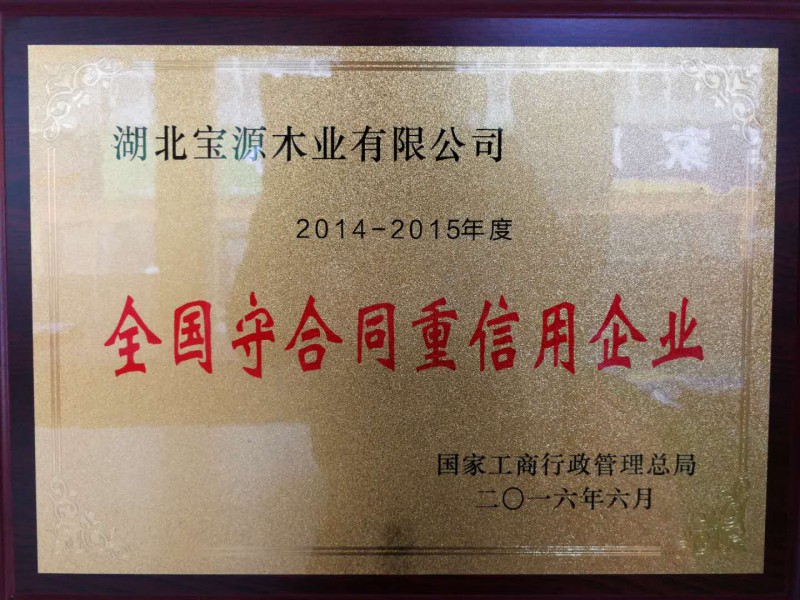 湖北宝源木业有限公司
2014-2015年度
全国守合同重信用企业
国家工商行政管理总局
二〇一六年六月